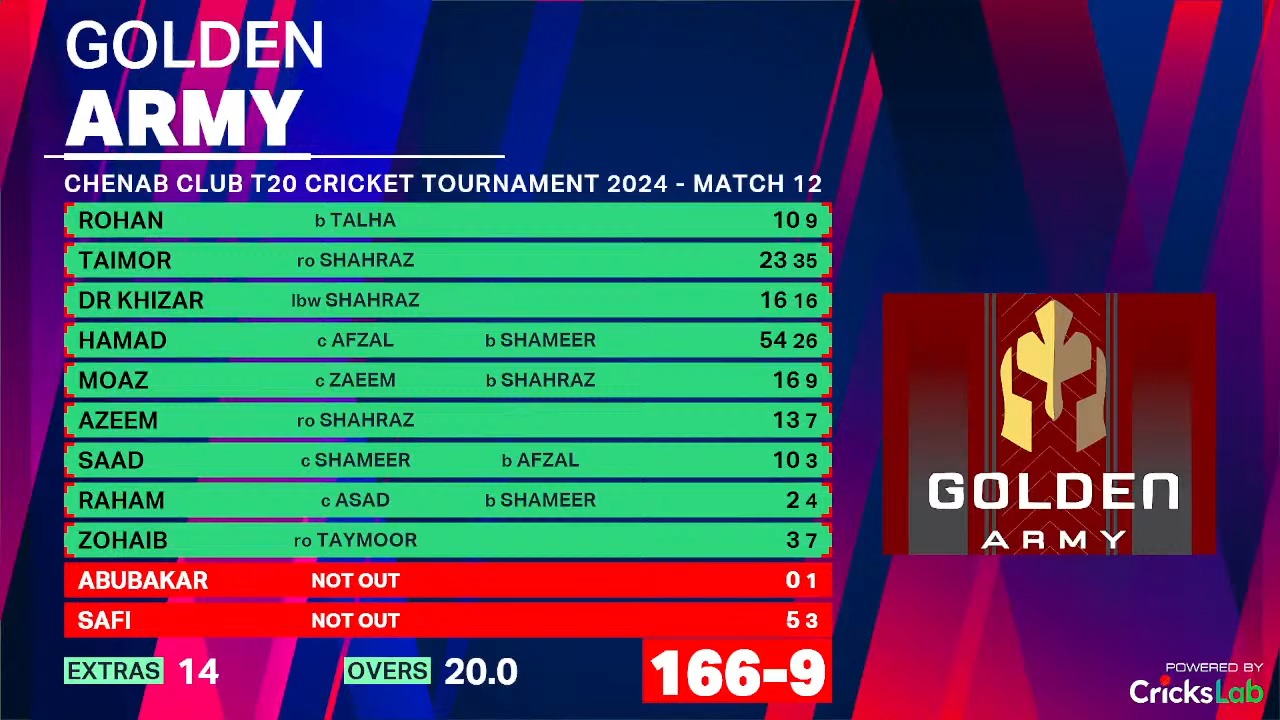 GOLDEN
ARMY
CHENAB CLUB T20 CRICKET TOURNAMENT 2024 - MATCH 12
ROHAN b TALHA 10 9
TAIMOR ro SHAHRAZ 23 35
DR KHIZAR lbw SHAHRAZ 16 16
HAMAD c AFZAL b SHAMEER 54 26
MOAZ c ZAEEM b SHAHRAZ 16 9
AZEEM ro SHAHRAZ 13 7
SAAD c SHAMEER b AFZAL 10 3
RAHAM c ASAD b SHAMEER 2 4
ZOHAIB ro TAYMOOR 3 7
ABUBAKAR NOT OUT 0 1
SAFI NOT OUT 5 3
EXTRAS 14 OVERS 20.0 166-9
GOLDEN
ARMY
POWERED BY
CricksLab